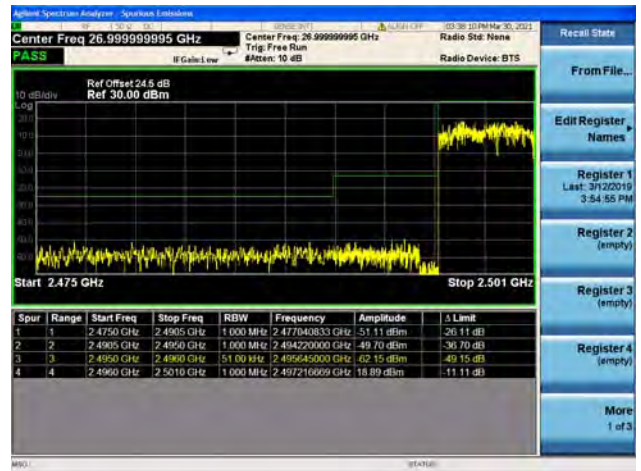 Agilent Spectrum Analyzer - Spurious Emissions
RF 50 Ω DC SENSE:INT ALIGN OFF 03:38:10 PM Mar 30, 2021
Center Freq 26.999999995 GHz
Center Freq: 26.999999995 GHz
Radio Std: None
Trig: Free Run
PASS
IFGain:Low
#Atten: 10 dB
Radio Device: BTS
Ref Offset 24.5 dB
10 dB/div Ref 30.00 dBm
Log
Start 2.475 GHz
Stop 2.501 GHz
Spur Range Start Freq Stop Freq RBW Frequency Amplitude Δ Limit
1 1 2.4750 GHz 2.4905 GHz 1.000 MHz 2.477040833 GHz -51.11 dBm -26.11 dB
2 2 2.4905 GHz 2.4950 GHz 1.000 MHz 2.494220000 GHz -49.70 dBm -36.70 dB
3 3 2.4950 GHz 2.4960 GHz 51.00 kHz 2.495645000 GHz -62.15 dBm -49.15 dB
4 4 2.4960 GHz 2.5010 GHz 1.000 MHz 2.497216669 GHz 18.89 dBm -11.11 dB
MSG
STATUS
Recall State
From File...
Edit Register
Names
Register 1
Last: 3/12/2019
3:54:55 PM
Register 2
(empty)
Register 3
(empty)
Register 4
(empty)
More
1 of 3